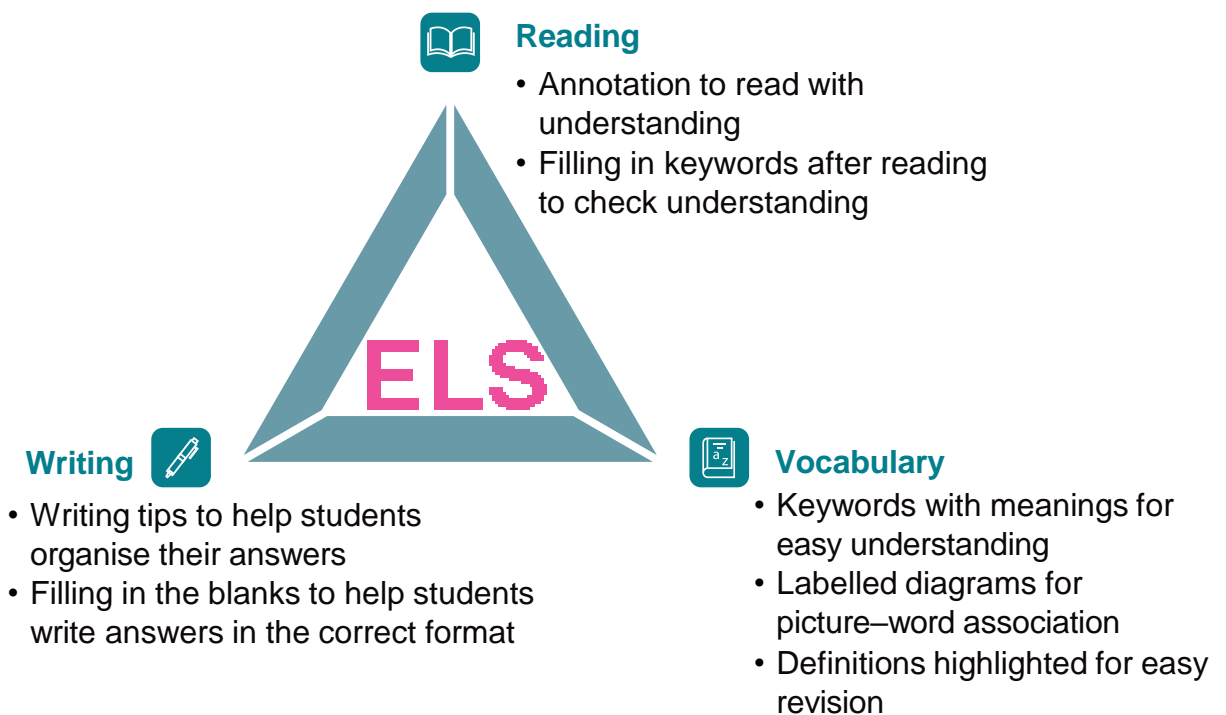 Reading
• Annotation to read with
understanding
• Filling in keywords after reading
to check understanding
ELS
Writing
• Writing tips to help students
organise their answers
• Filling in the blanks to help students
write answers in the correct format
a
z
Vocabulary
• Keywords with meanings for
easy understanding
• Labelled diagrams for
picture–word association
• Definitions highlighted for easy
revision